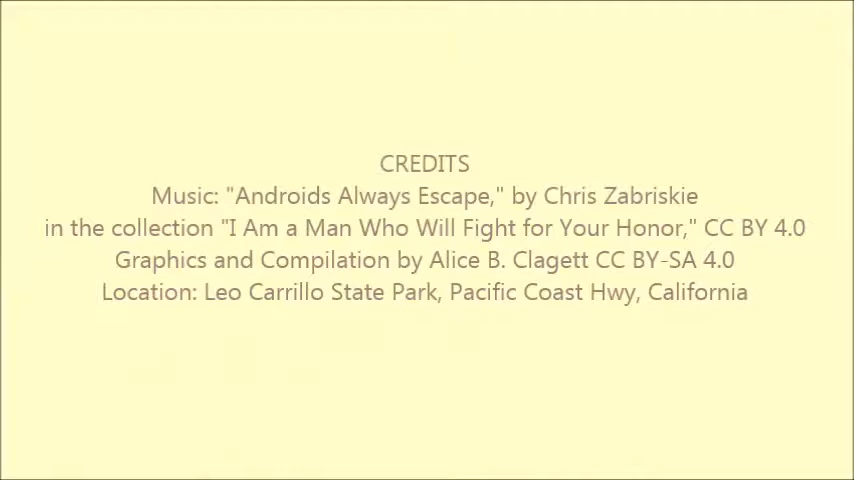 CREDITS
Music: "Androids Always Escape," by Chris Zabriskie
in the collection "I Am a Man Who Will Fight for Your Honor," CC BY 4.0
Graphics and Compilation by Alice B. Clagett CC BY-SA 4.0
Location: Leo Carrillo State Park, Pacific Coast Hwy, California